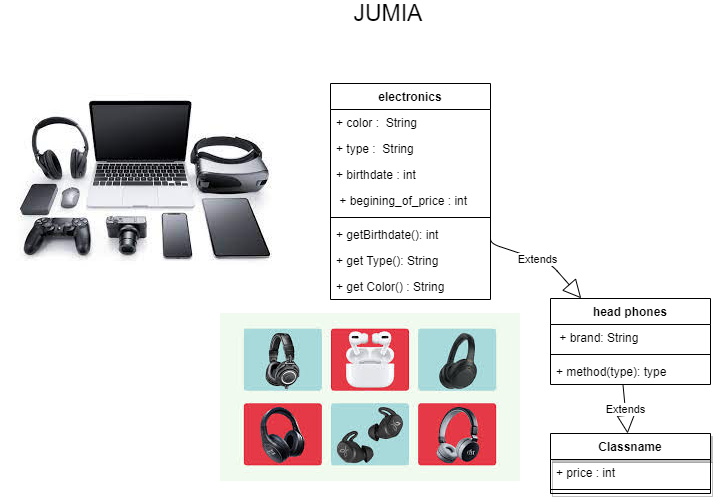 JUMIA
electronics
+ color :  String
+ type :  String
+ birthdate : int
+ begining_of_price : int
+ getBirthdate(): int
+ get Type(): String
+ get Color() : String
Extends
head phones
+ brand: String
+ method(type): type
Extends
Classname
+ price : int